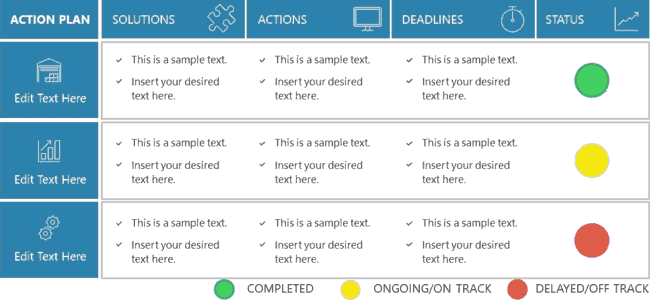 ACTION PLAN SOLUTIONS ACTIONS DEADLINES STATUS
✓ This is a sample text. ✓ This is a sample text. ✓ This is a sample text.
✓ Insert your desired ✓ Insert your desired ✓ Insert your desired
Edit Text Here text here. text here. text here.
✓ This is a sample text. ✓ This is a sample text. ✓ This is a sample text.
✓ Insert your desired ✓ Insert your desired ✓ Insert your desired
Edit Text Here text here. text here. text here.
✓ This is a sample text. ✓ This is a sample text. ✓ This is a sample text.
✓ Insert your desired ✓ Insert your desired ✓ Insert your desired
Edit Text Here text here. text here. text here.
COMPLETED ONGOING/ON TRACK DELAYED/OFF TRACK